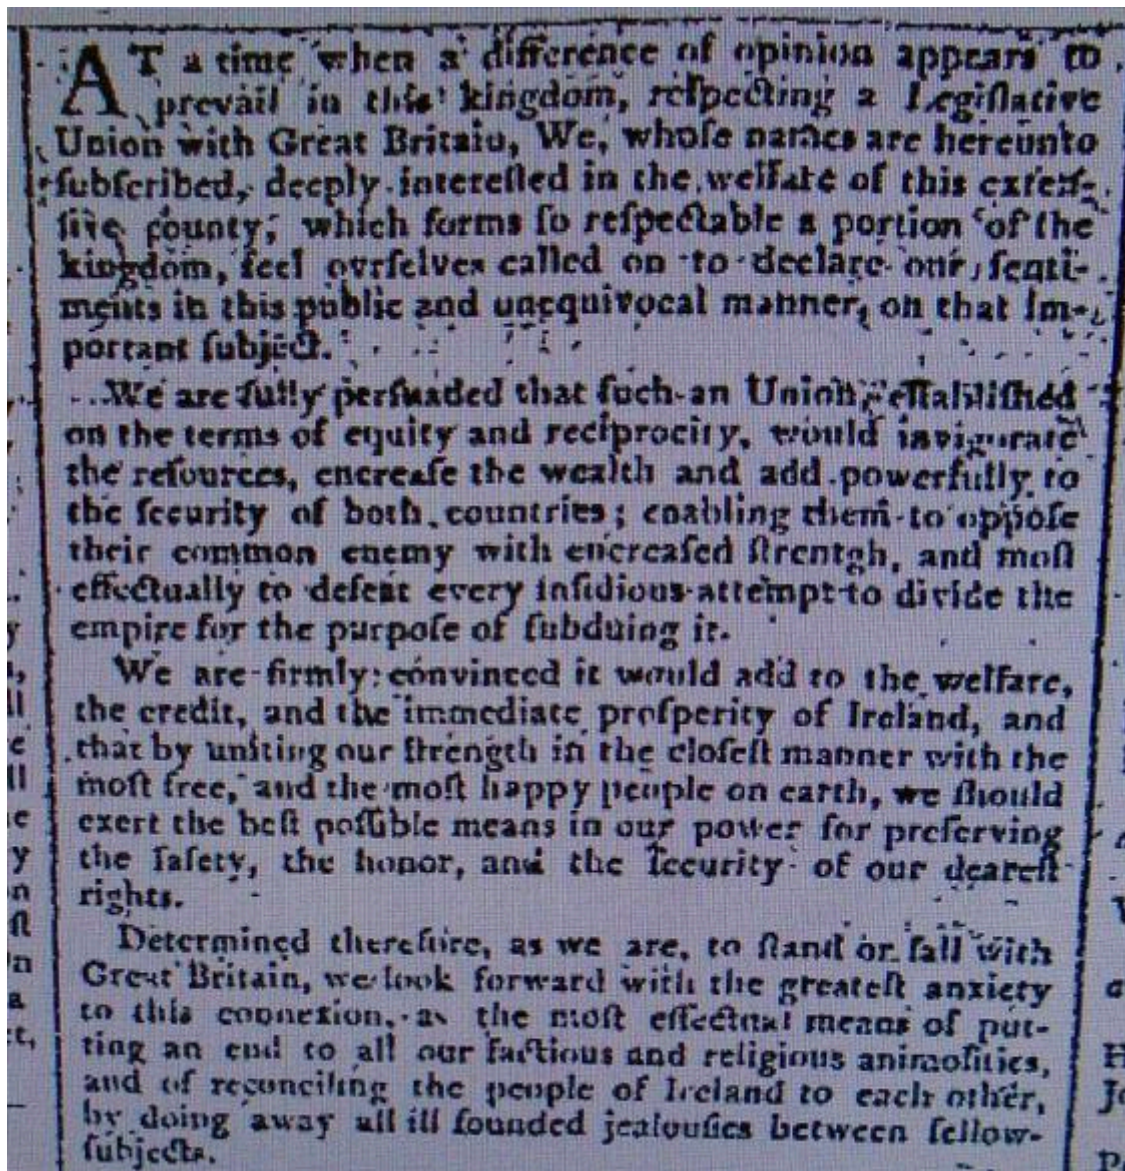 AT a time when a difference of opinion appears to
prevail in this kingdom, reſpecting a Legiſlative
Union with Great Britain, We, whoſe names are hereunto
ſubſcribed, deeply intereſted in the welfare of this exten-
ſive county, which forms ſo reſpectable a portion of the
kingdom, feel ourſelves called on to declare our ſenti-
ments in this public and unequivocal manner, on that Im-
portant ſubject.
We are fully perſuaded that ſuch an Union, eſtabliſhed
on the terms of equity and reciprocity, would invigorate
the reſources, encreaſe the wealth and add powerfully to
the ſecurity of both countries; enabling them to oppoſe
their common enemy with encreaſed ſtrentgh, and moſt
effectually to defeat every inſidious attempt to divide the
empire for the purpoſe of ſubduing it.
We are firmly convinced it would add to the welfare,
the credit, and the immediate proſperity of Ireland, and
that by uniting our ſtrength in the cloſeſt manner with the
moſt free, and the moſt happy people on earth, we ſhould
exert the beſt poſſible means in our power for preſerving
the ſafety, the honor, and the ſecurity of our deareſt
rights.
Determined therefore, as we are, to ſtand or fall with
Great Britain, we look forward with the greateſt anxiety
to this connexion, as the moſt effectual means of put-
ting an end to all our factious and religious animoſities,
and of reconciling the people of Ireland to each other,
by doing away all ill founded jealouſies between fellow-
ſubjects.